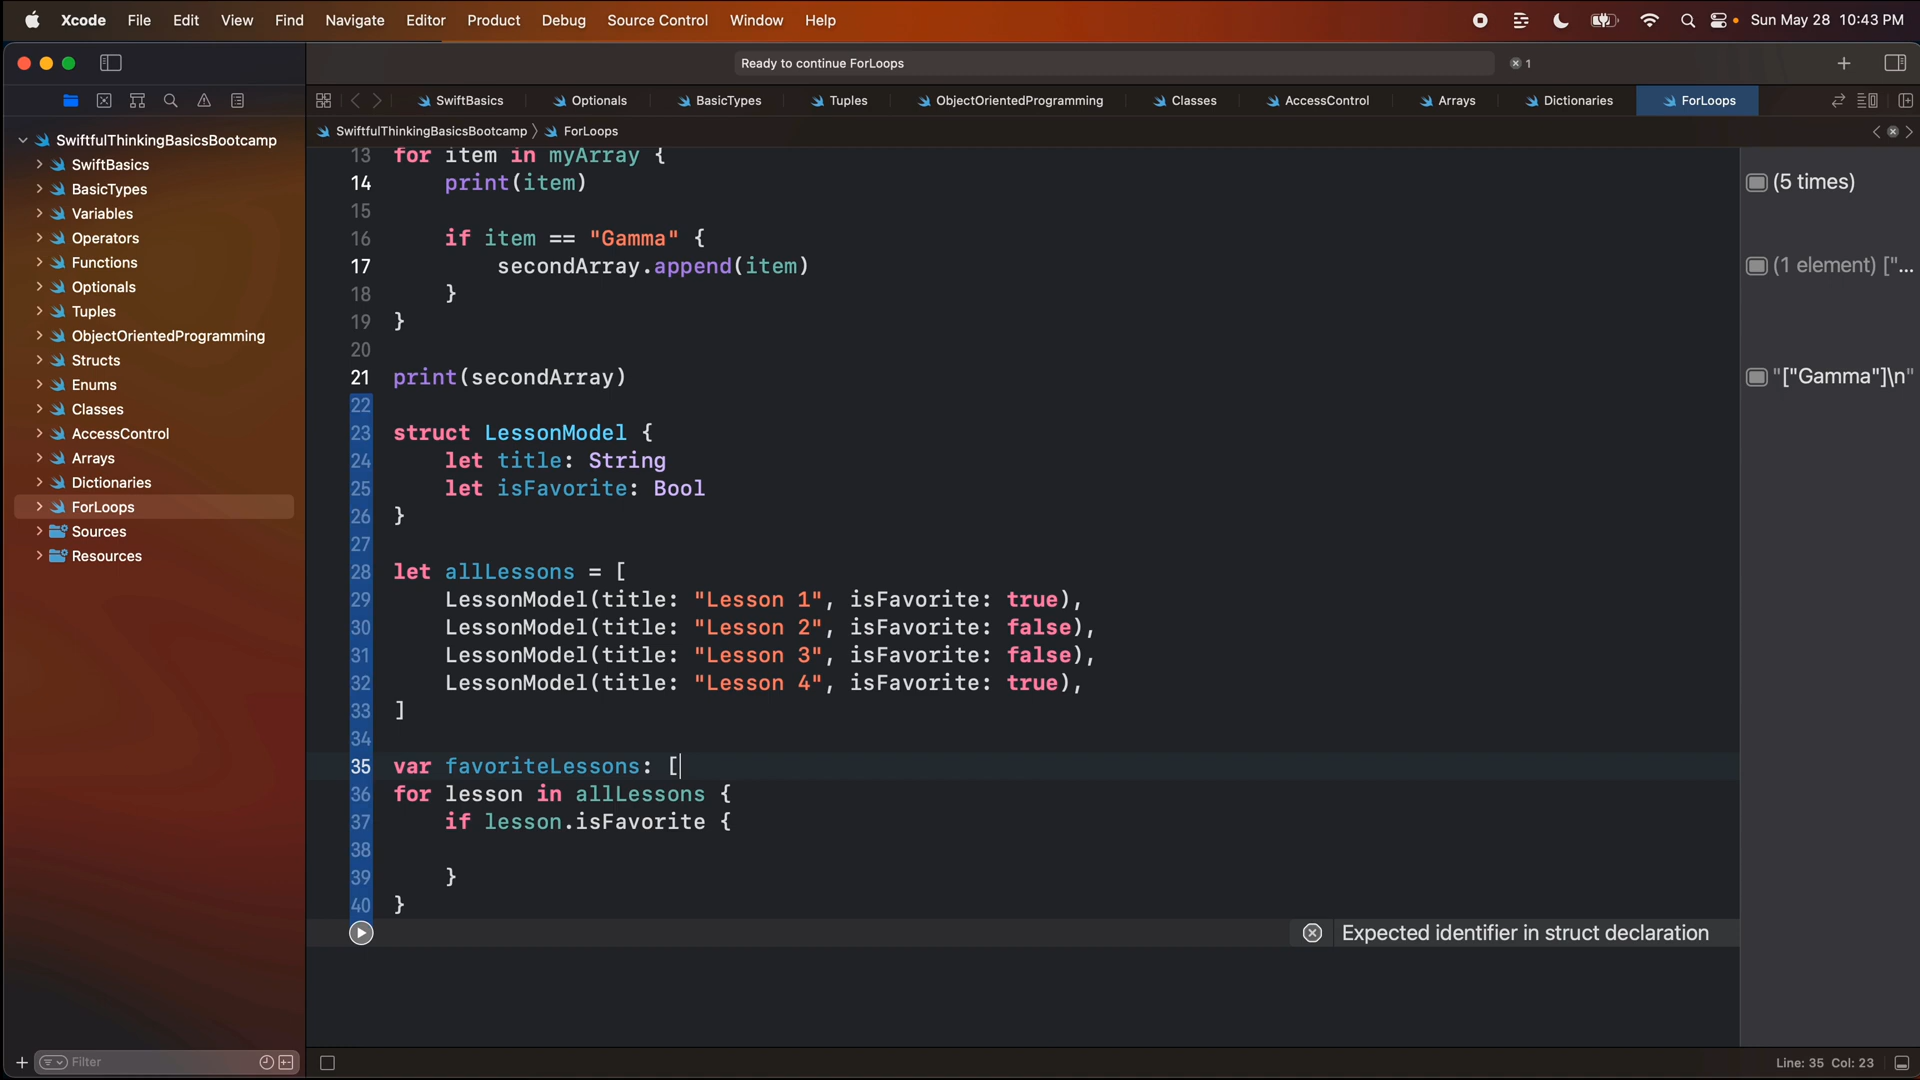 Xcode File Edit View Find Navigate Editor Product Debug Source Control Window Help Sun May 28 10:43 PM
Ready to continue ForLoops 1
SwiftBasics Optionals BasicTypes Tuples ObjectOrientedProgramming Classes AccessControl Arrays Dictionaries ForLoops
SwiftfulThinkingBasicsBootcamp ForLoops
SwiftfulThinkingBasicsBootcamp
SwiftBasics
BasicTypes
Variables
Operators
Functions
Optionals
Tuples
ObjectOrientedProgramming
Structs
Enums
Classes
AccessControl
Arrays
Dictionaries
ForLoops
Sources
Resources
Filter
13 for item in myArray {
14     print(item)
15
16     if item == "Gamma" {
17         secondArray.append(item)
18     }
19 }
20
21 print(secondArray)
22
23 struct LessonModel {
24     let title: String
25     let isFavorite: Bool
26 }
27
28 let allLessons = [
29     LessonModel(title: "Lesson 1", isFavorite: true),
30     LessonModel(title: "Lesson 2", isFavorite: false),
31     LessonModel(title: "Lesson 3", isFavorite: false),
32     LessonModel(title: "Lesson 4", isFavorite: true),
33 ]
34
35 var favoriteLessons: [
36 for lesson in allLessons {
37     if lesson.isFavorite {
38
39     }
40 }
Expected identifier in struct declaration
(5 times)
(1 element) ["...
"["Gamma"]\n"
Line: 35 Col: 23